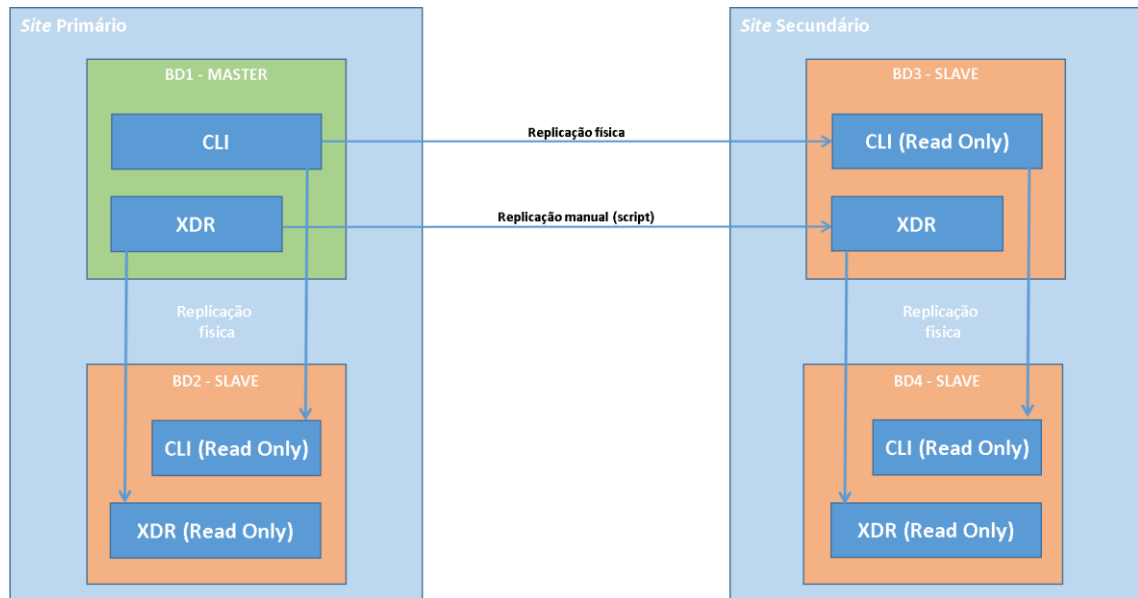 Site Primário
BD1 - MASTER
CLI
XDR
Replicação
física
BD2 - SLAVE
CLI (Read Only)
XDR (Read Only)
Replicação física
Replicação manual (script)
Site Secundário
BD3 - SLAVE
CLI (Read Only)
XDR
Replicação
física
BD4 - SLAVE
CLI (Read Only)
XDR (Read Only)